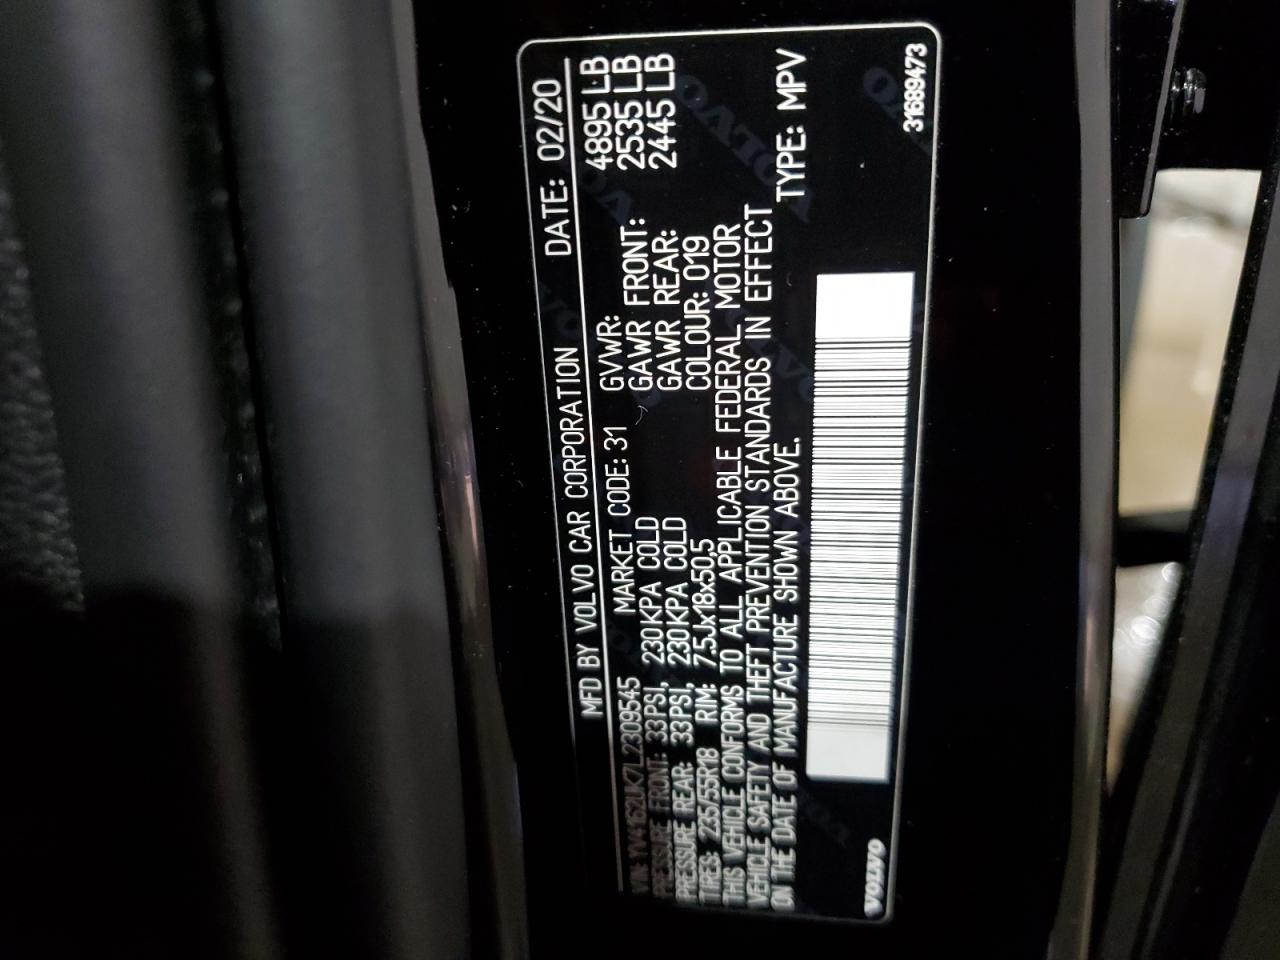 MFD BY VOLVO CAR CORPORATION DATE: 02/20
VIN: YV4162UK7L2309545 MARKET CODE: 31 GVWR: 4895 LB
PRESSURE FRONT: 33PSI, 230KPA COLD GAWR FRONT: 2535 LB
PRESSURE REAR: 33PSI, 230KPA COLD GAWR REAR: 2445 LB
TIRES: 235/55R18 RIM: 7.5Jx18x50,5 COLOUR: 019
THIS VEHICLE CONFORMS TO ALL APPLICABLE FEDERAL MOTOR
VEHICLE SAFETY AND THEFT PREVENTION STANDARDS IN EFFECT
ON THE DATE OF MANUFACTURE SHOWN ABOVE. TYPE: MPV
VOLVO 31689473